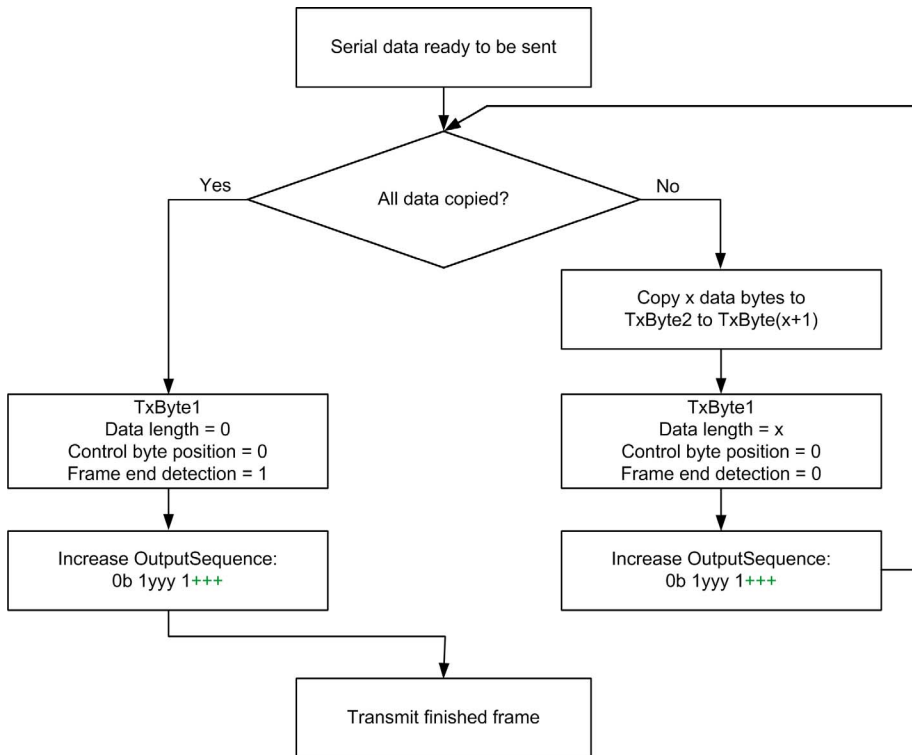 Serial data ready to be sent
All data copied?
Yes
No
Copy x data bytes to
TxByte2 to TxByte(x+1)
TxByte1
Data length = 0
Control byte position = 0
Frame end detection = 1
TxByte1
Data length = x
Control byte position = 0
Frame end detection = 0
Increase OutputSequence:
0b 1yyy 1+++
Increase OutputSequence:
0b 1yyy 1+++
Transmit finished frame